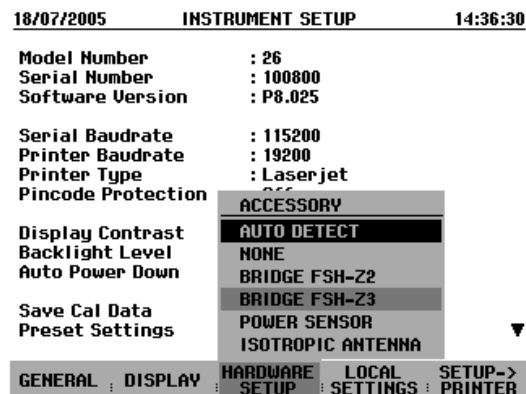 18/07/2005 INSTRUMENT SETUP 14:36:30
Model Number : 26
Serial Number : 100800
Software Version : P8.025
Serial Baudrate : 115200
Printer Baudrate : 19200
Printer Type : Laserjet
Pincode Protection :
Display Contrast
Backlight Level
Auto Power Down
Save Cal Data
Preset Settings
ACCESSORY
AUTO DETECT
NONE
BRIDGE FSH-Z2
BRIDGE FSH-Z3
POWER SENSOR
ISOTROPIC ANTENNA
GENERAL DISPLAY HARDWARE SETUP LOCAL SETTINGS SETUP-> PRINTER